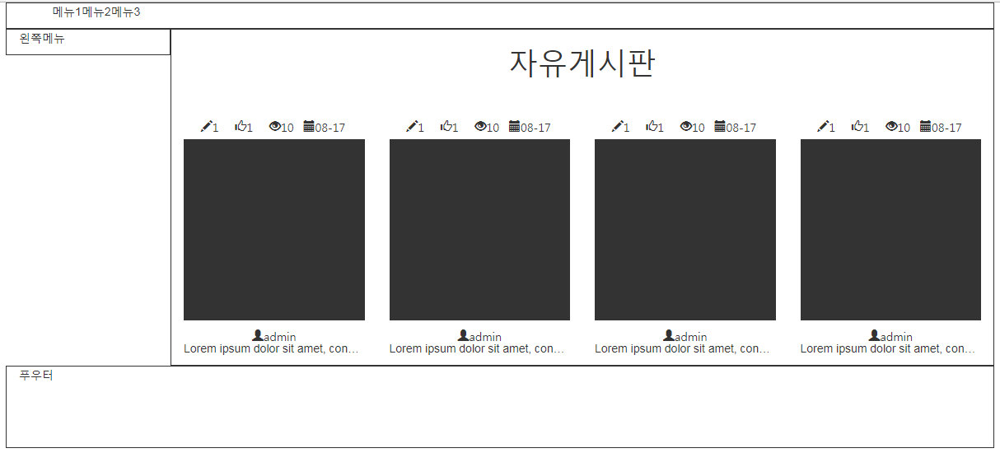 메뉴1메뉴2메뉴3
왼쪽메뉴
자유게시판
1 1 10 08-17 1 1 10 08-17 1 1 10 08-17 1 1 10 08-17
admin admin admin admin
Lorem ipsum dolor sit amet, con... Lorem ipsum dolor sit amet, con... Lorem ipsum dolor sit amet, con... Lorem ipsum dolor sit amet, con...
푸우터